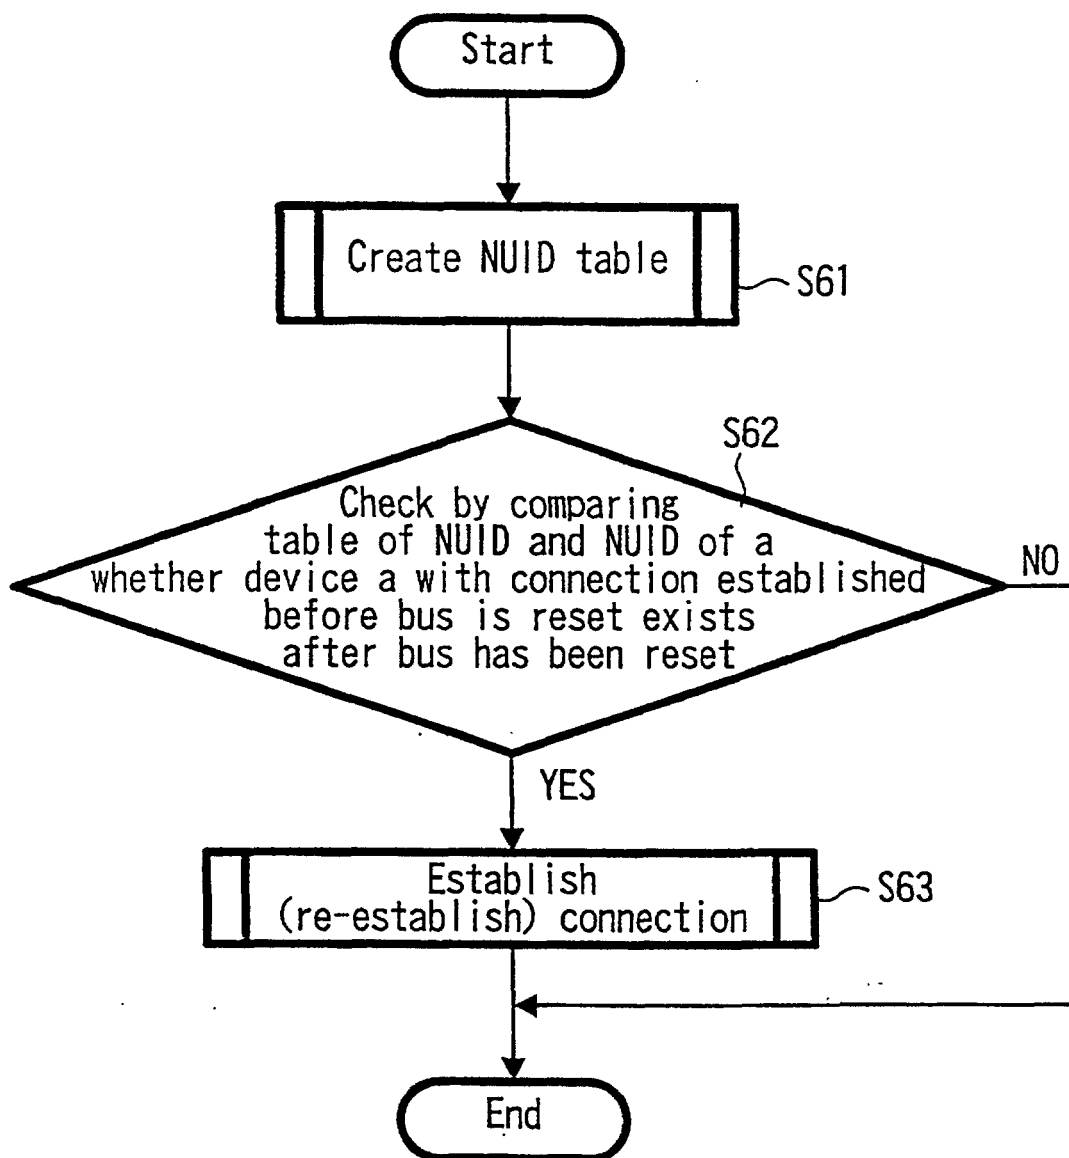 Start
Create NUID table
S61
S62
Check by comparing
table of NUID and NUID of a
whether device a with connection established
before bus is reset exists
after bus has been reset
NO
YES
Establish
(re-establish) connection
S63
End